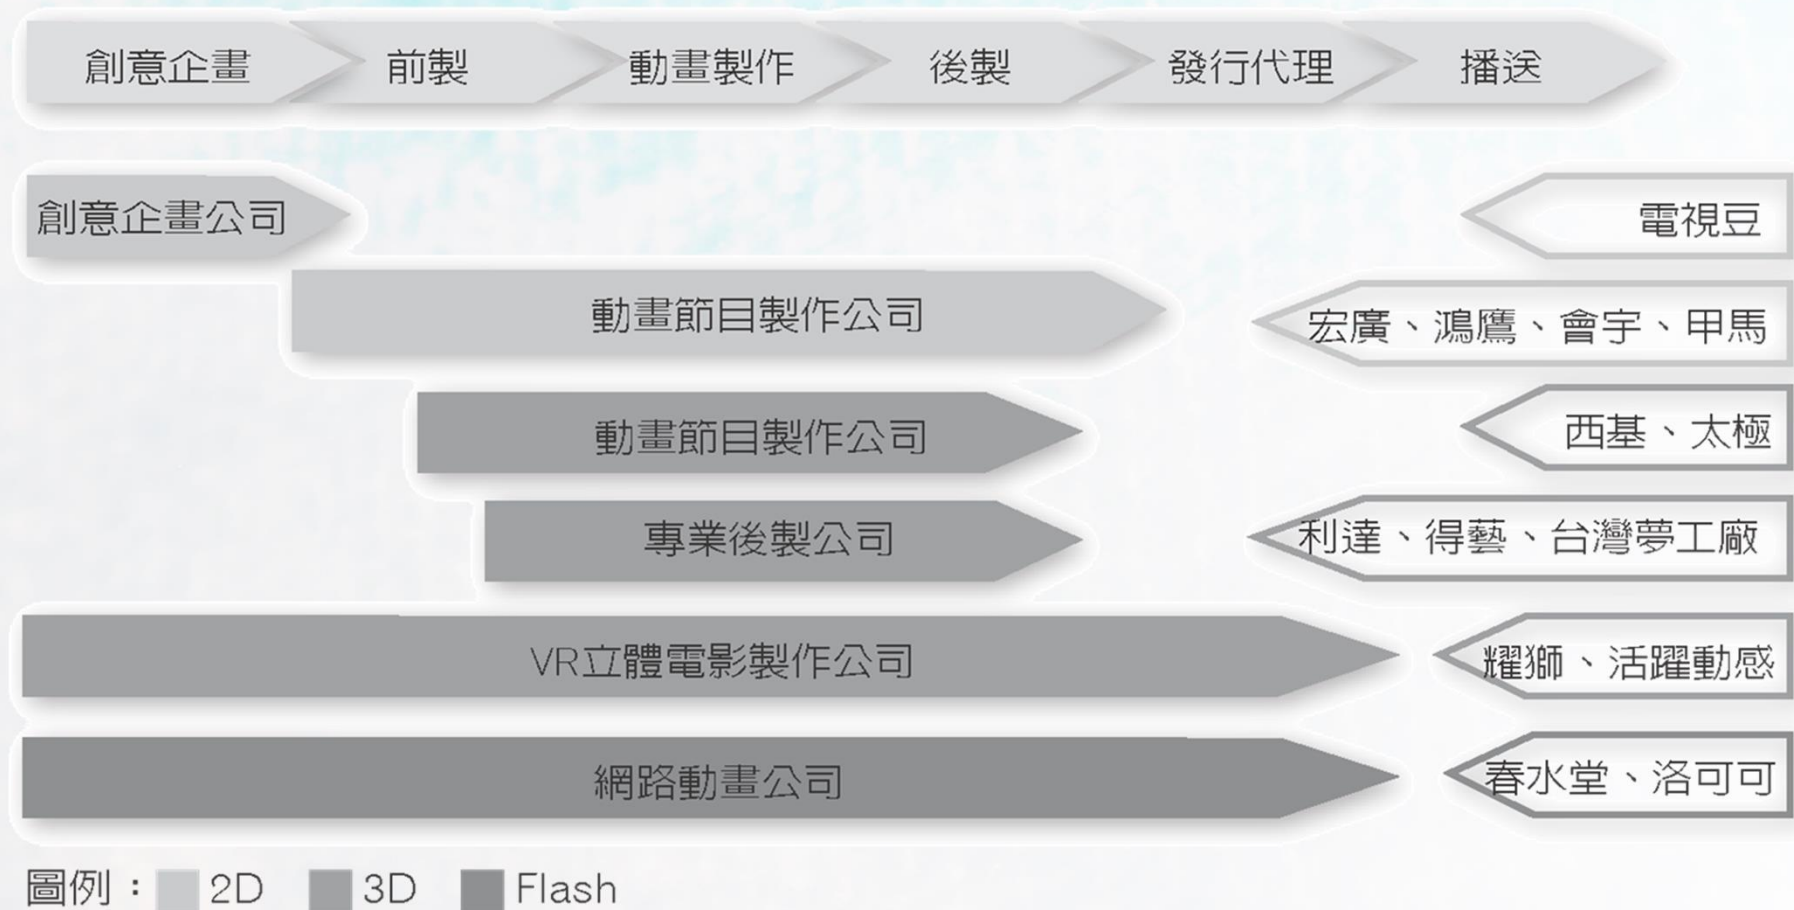 創意企畫 前製 動畫製作 後製 發行代理 播送
創意企畫公司 電視豆
動畫節目製作公司 宏廣、鴻鷹、會宇、甲馬
動畫節目製作公司 西基、太極
專業後製公司 利達、得藝、台灣夢工廠
VR立體電影製作公司 耀獅、活躍動感
網路動畫公司 春水堂、洛可可
圖例： 2D 3D Flash